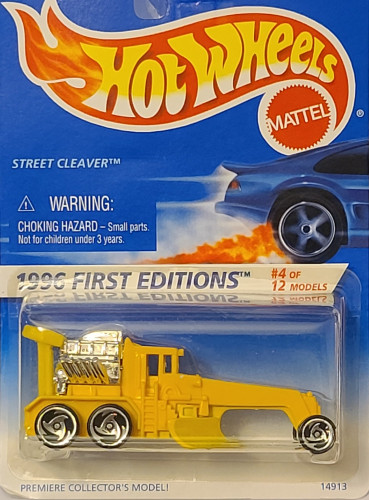 Hot Wheels
MATTEL
®
STREET CLEAVER™
⚠ WARNING:
CHOKING HAZARD – Small parts.
Not for children under 3 years.
1996 FIRST EDITIONS™
#4 OF
12 MODELS
PREMIERE COLLECTOR'S MODEL!
14913